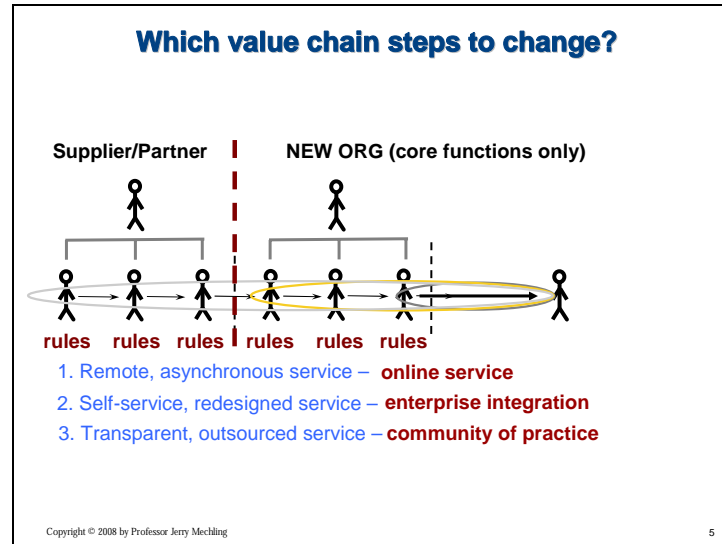 Which value chain steps to change?
Supplier/Partner NEW ORG (core functions only)
rules rules rules rules rules rules
1. Remote, asynchronous service – online service
2. Self-service, redesigned service – enterprise integration
3. Transparent, outsourced service – community of practice
Copyright © 2008 by Professor Jerry Mechling 5